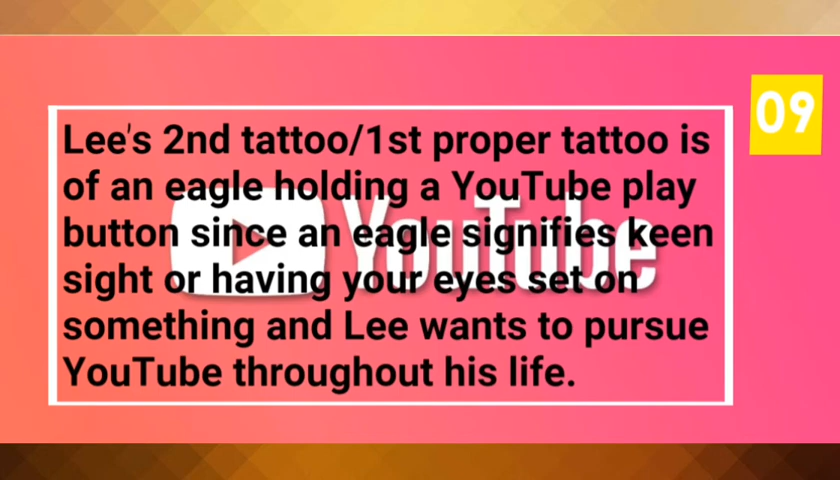 09
Lee's 2nd tattoo/1st proper tattoo is
of an eagle holding a YouTube play
button since an eagle signifies keen
sight or having your eyes set on
something and Lee wants to pursue
YouTube throughout his life.
YouTube